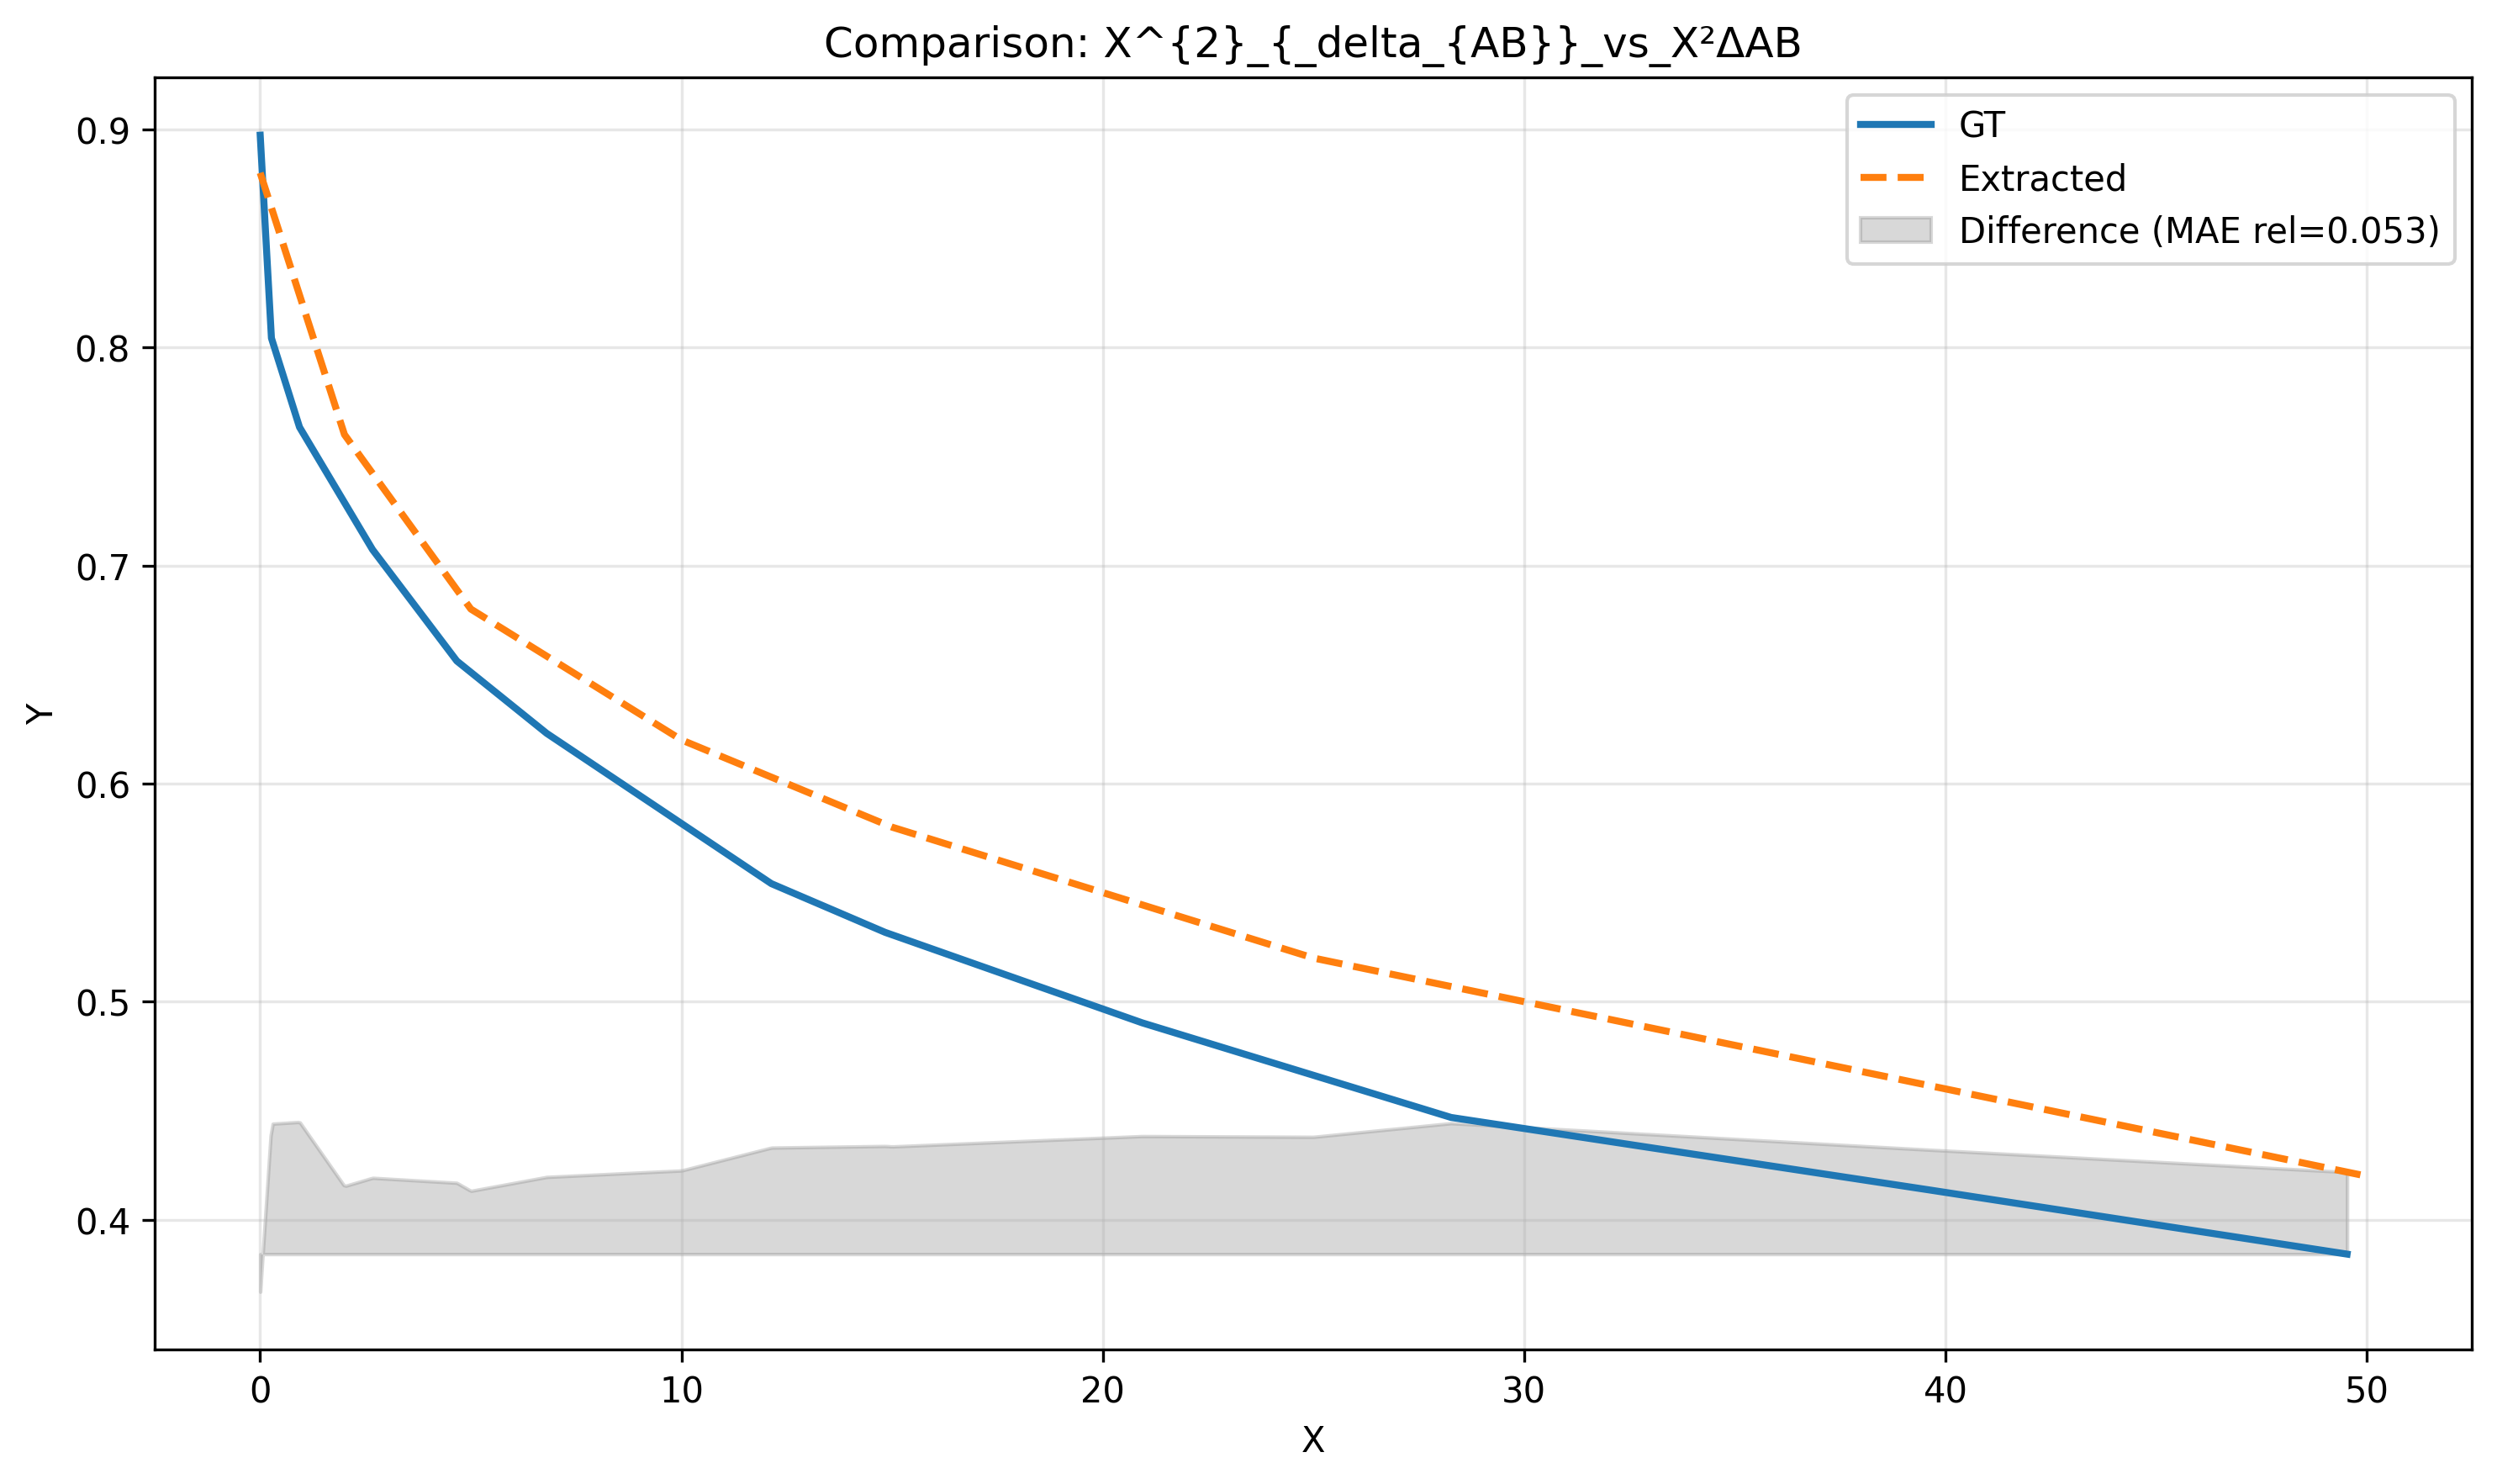 Comparison: X^{2}_{_delta_{AB}}_vs_X²ΔAB
GT
Extracted
Difference (MAE rel=0.053)
Y
0.9
0.8
0.7
0.6
0.5
0.4
0 10 20 30 40 50
X